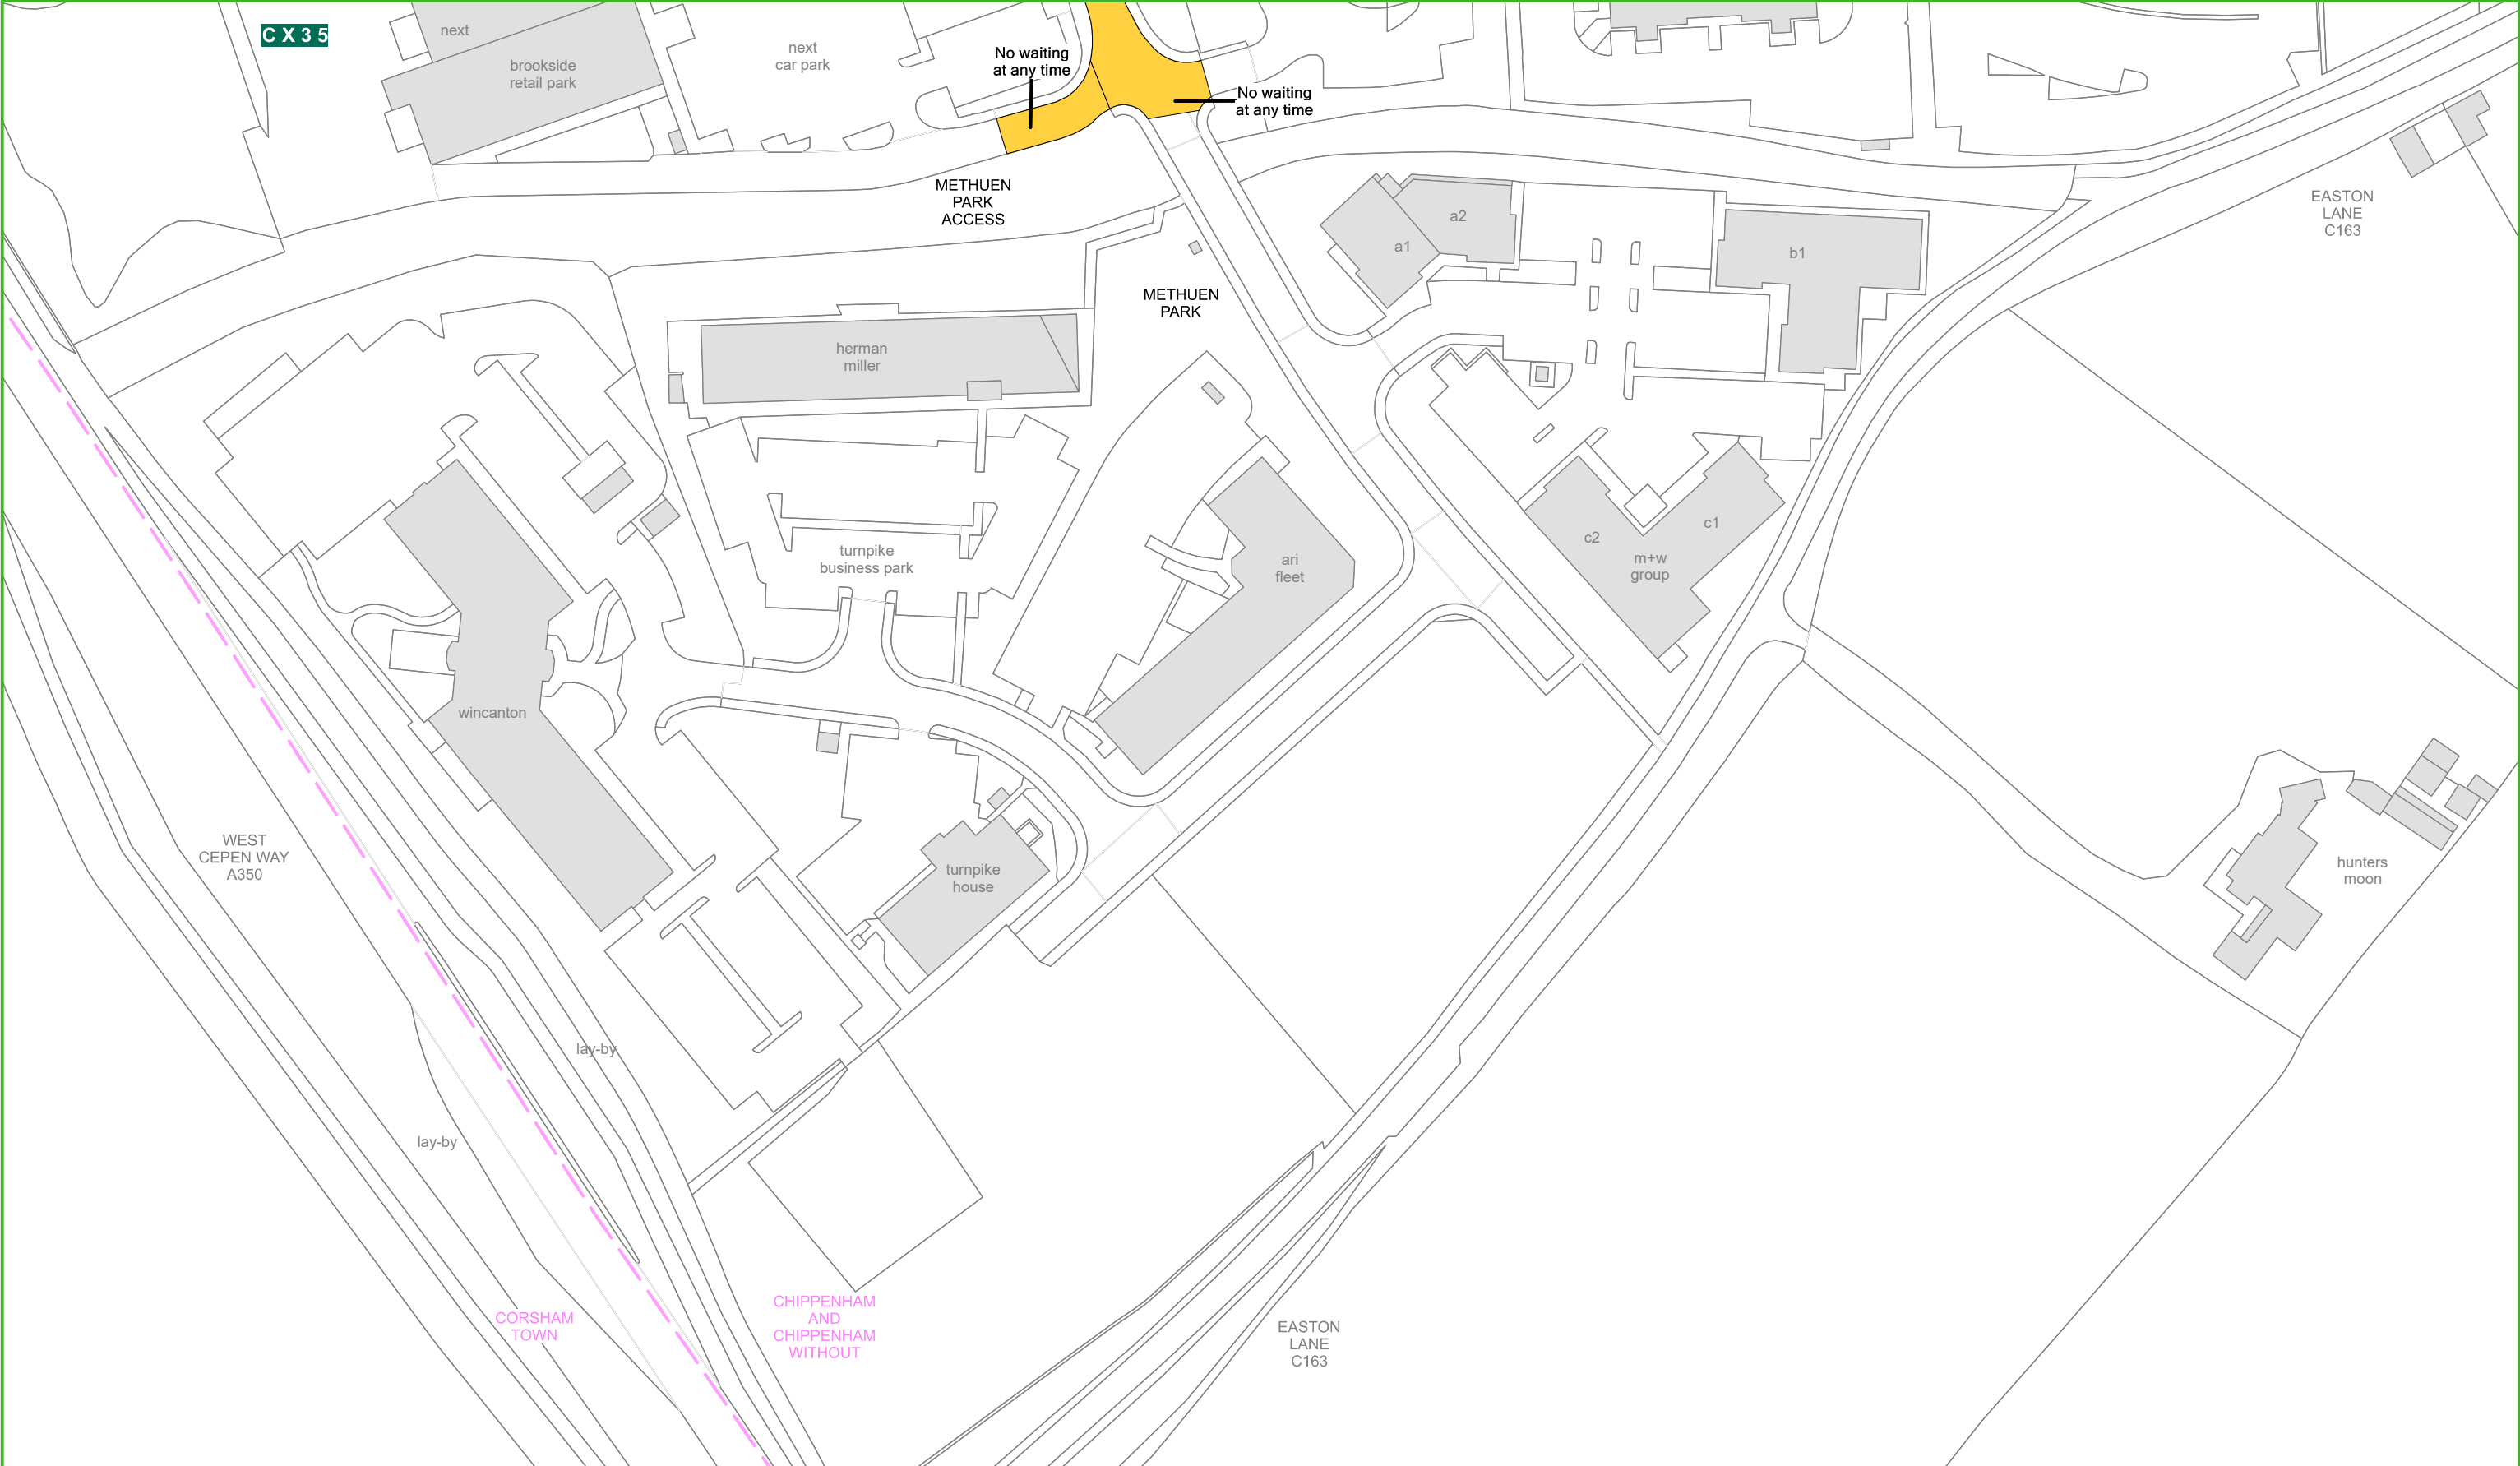 C X 3 5
next
brookside
retail park
next
car park
No waiting
at any time
No waiting
at any time
METHUEN
PARK
ACCESS
a2
a1
b1
EASTON
LANE
C163
METHUEN
PARK
herman
miller
turnpike
business park
ari
fleet
c2
c1
m+w
group
wincanton
WEST
CEPEN WAY
A350
turnpike
house
hunters
moon
lay-by
lay-by
CORSHAM
TOWN
CHIPPENHAM
AND
CHIPPENHAM
WITHOUT
EASTON
LANE
C163